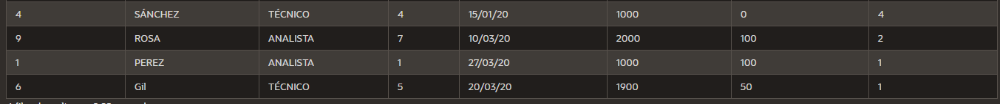 4 SÁNCHEZ TÉCNICO 4 15/01/20 1000 0 4
9 ROSA ANALISTA 7 10/03/20 2000 100 2
1 PEREZ ANALISTA 1 27/03/20 1000 100 1
6 Gil TÉCNICO 5 20/03/20 1900 50 1